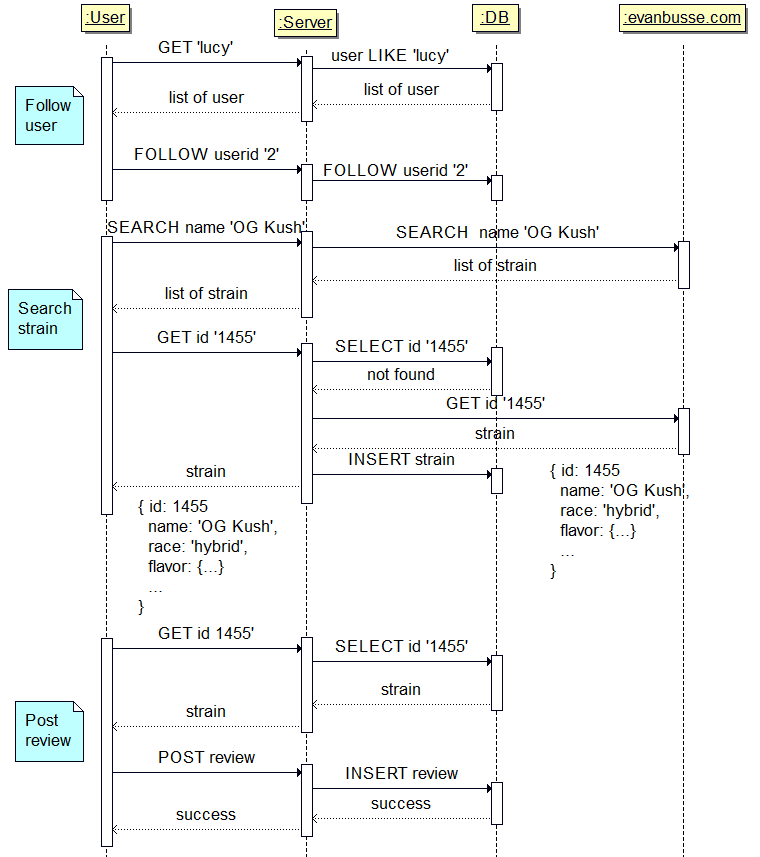 :User
:Server
:DB
:evanbusse.com
GET 'lucy'
user LIKE 'lucy'
list of user
list of user
Follow
user
FOLLOW userid '2'
FOLLOW userid '2'
SEARCH name 'OG Kush'
SEARCH name 'OG Kush'
list of strain
list of strain
Search
strain
GET id '1455'
SELECT id '1455'
not found
GET id '1455'
strain
INSERT strain
strain
{ id: 1455
name: 'OG Kush',
race: 'hybrid',
flavor: {...}
...
}
{ id: 1455
name: 'OG Kush',
race: 'hybrid',
flavor: {...}
...
}
GET id 1455'
SELECT id '1455'
strain
strain
Post
review
POST review
INSERT review
success
success